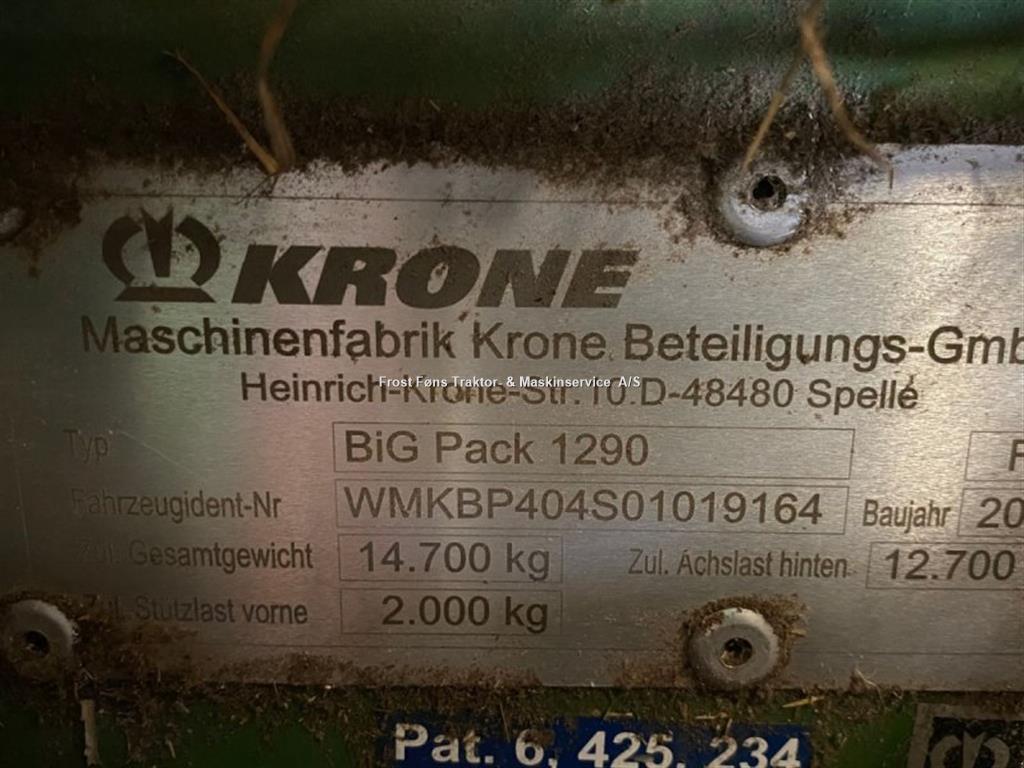 KRONE
Maschinenfabrik Krone Beteiligungs-Gmb
Frost Føns Traktor- & Maskinservice A/S
Heinrich-Krone-Str.10.D-48480 Spelle
Typ BiG Pack 1290
Fahrzeugident-Nr WMKBP404S01019164 Baujahr 20
Zul. Gesamtgewicht 14.700 kg Zul. Achslast hinten 12.700
Zul. Stützlast vorne 2.000 kg
Pat. 6, 425, 234